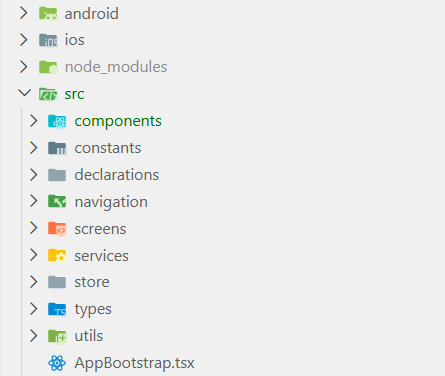 android
ios
node_modules
src
components
constants
declarations
navigation
screens
services
store
types
utils
AppBootstrap.tsx